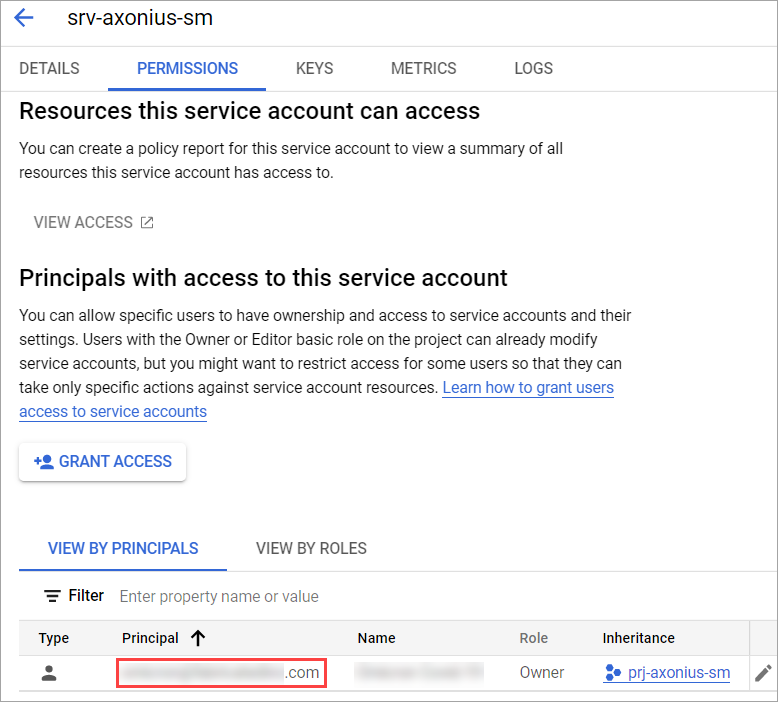 srv-axonius-sm
DETAILS PERMISSIONS KEYS METRICS LOGS
Resources this service account can access
You can create a policy report for this service account to view a summary of all
resources this service account has access to.
VIEW ACCESS
Principals with access to this service account
You can allow specific users to have ownership and access to service accounts and their
settings. Users with the Owner or Editor basic role on the project can already modify
service accounts, but you might want to restrict access for some users so that they can
take only specific actions against service account resources. Learn how to grant users
access to service accounts
GRANT ACCESS
VIEW BY PRINCIPALS VIEW BY ROLES
Filter Enter property name or value
Type Principal Name Role Inheritance
.com Owner prj-axonius-sm